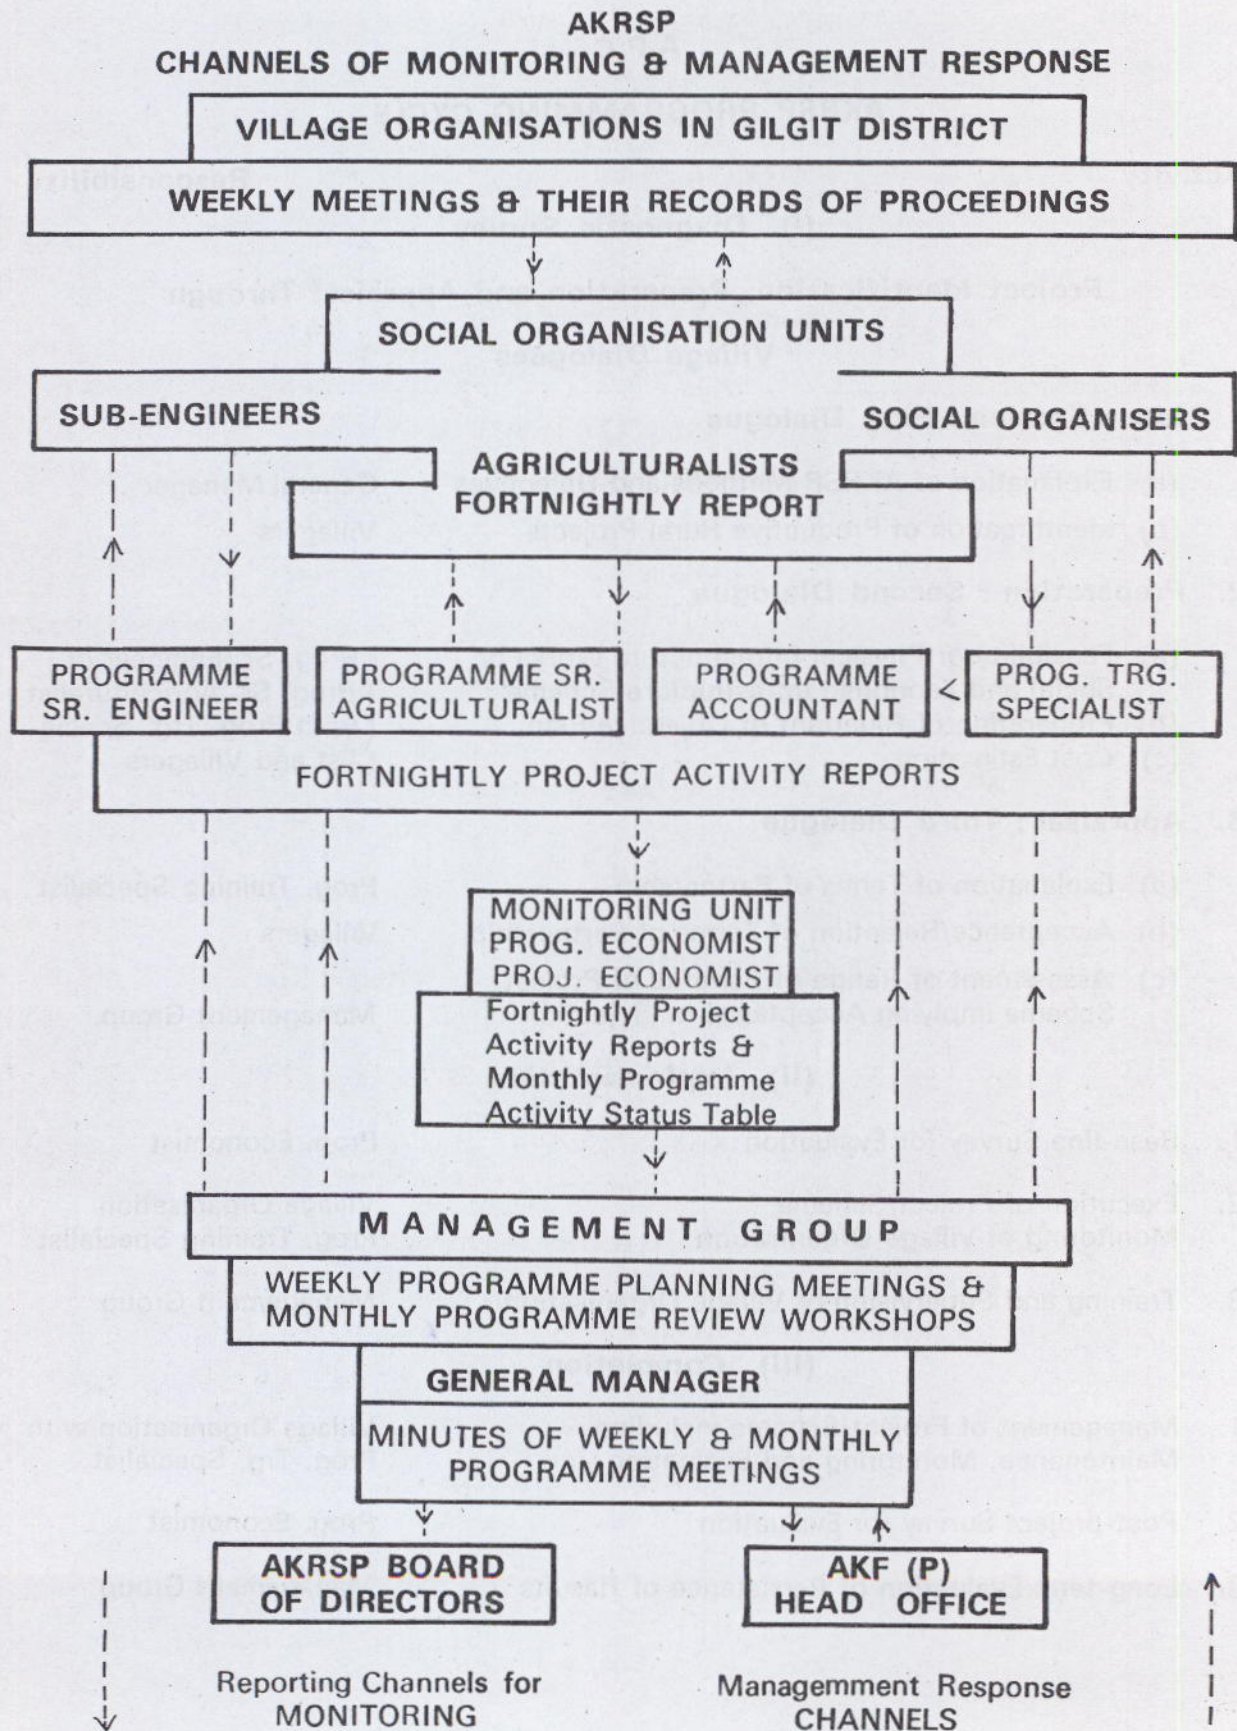 AKRSP
CHANNELS OF MONITORING & MANAGEMENT RESPONSE
VILLAGE ORGANISATIONS IN GILGIT DISTRICT
WEEKLY MEETINGS & THEIR RECORDS OF PROCEEDINGS
SOCIAL ORGANISATION UNITS
SUB-ENGINEERS
SOCIAL ORGANISERS
AGRICULTURALISTS
FORTNIGHTLY REPORT
PROGRAMME
SR. ENGINEER
PROGRAMME SR.
AGRICULTURALIST
PROGRAMME
ACCOUNTANT
PROG. TRG.
SPECIALIST
FORTNIGHTLY PROJECT ACTIVITY REPORTS
MONITORING UNIT
PROG. ECONOMIST
PROJ. ECONOMIST
Fortnightly Project
Activity Reports &
Monthly Programme
Activity Status Table
MANAGEMENT GROUP
WEEKLY PROGRAMME PLANNING MEETINGS &
MONTHLY PROGRAMME REVIEW WORKSHOPS
GENERAL MANAGER
MINUTES OF WEEKLY & MONTHLY
PROGRAMME MEETINGS
AKRSP BOARD
OF DIRECTORS
AKF (P)
HEAD OFFICE
Reporting Channels for
MONITORING
Managemment Response
CHANNELS